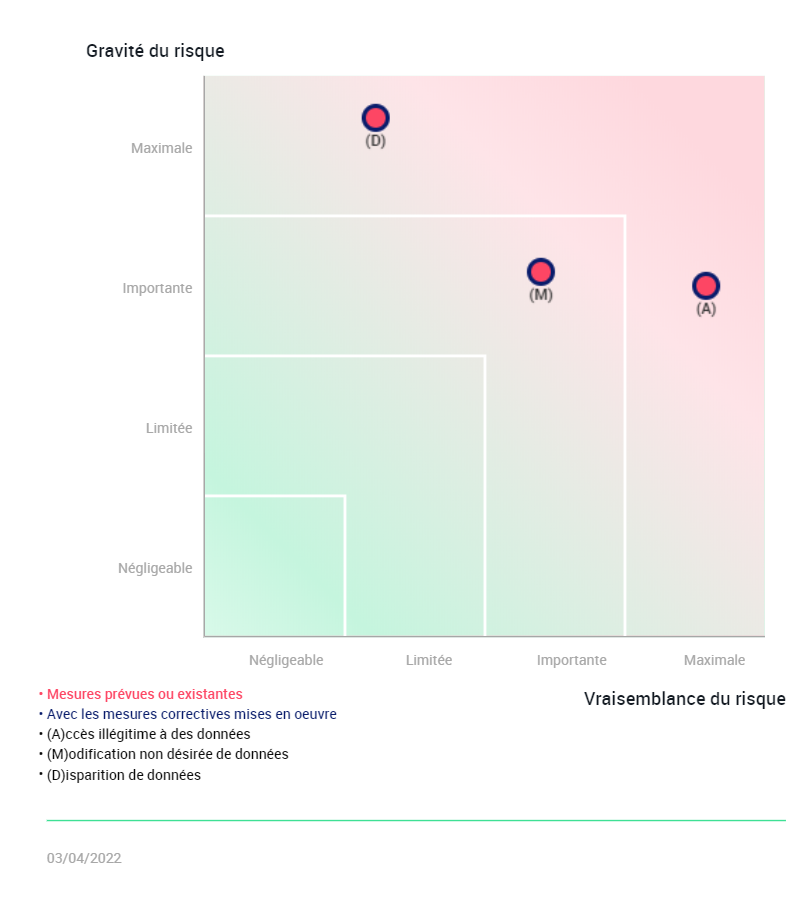 Gravité du risque
Maximale
(D)
Importante
(M)
(A)
Limitée
Négligeable
Négligeable
Limitée
Importante
Maximale
Vraisemblance du risque
• Mesures prévues ou existantes
• Avec les mesures correctives mises en oeuvre
• (A)ccès illégitime à des données
• (M)odification non désirée de données
• (D)isparition de données
03/04/2022